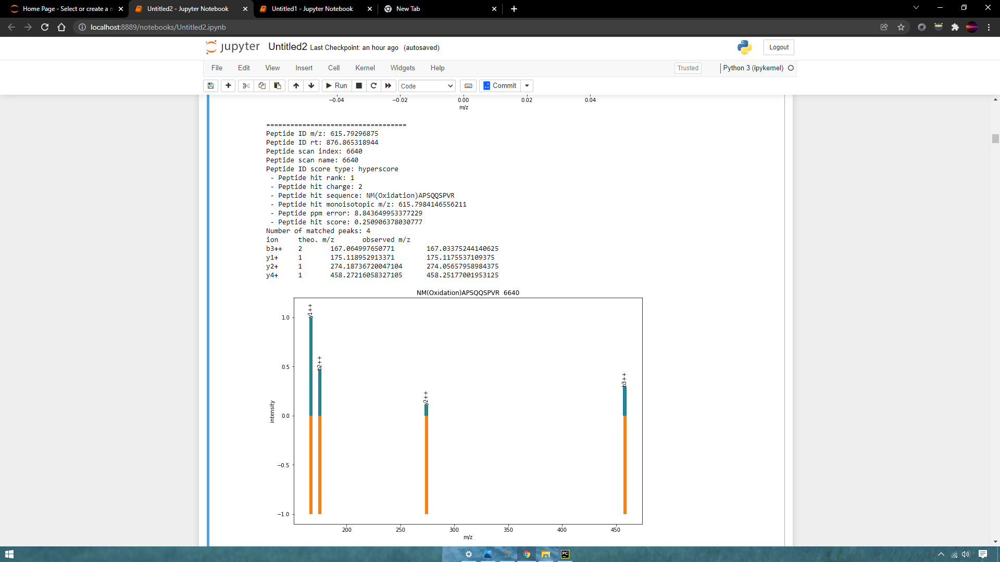 Home Page - Select or create a n
Untitled2 - Jupyter Notebook
Untitled1 - Jupyter Notebook
New Tab
localhost:8889/notebooks/Untitled2.ipynb
jupyter Untitled2 Last Checkpoint: an hour ago (autosaved)
Logout
File Edit View Insert Cell Kernel Widgets Help
Trusted
Python 3 (ipykernel)
Run
Code
Commit
−0.04 −0.02 0.00 0.02 0.04
m/z
===================================
Peptide ID m/z: 615.79296875
Peptide ID rt: 876.865318944
Peptide scan index: 6640
Peptide scan name: 6640
Peptide ID score type: hyperscore
- Peptide hit rank: 1
- Peptide hit charge: 2
- Peptide hit sequence: NM(Oxidation)APSQQSPVR
- Peptide hit monoisotopic m/z: 615.7984146556211
- Peptide ppm error: 8.843649953377229
- Peptide hit score: 0.250906378030777
Number of matched peaks: 4
ion theo. m/z observed m/z
b3++ 2 167.064997650771 167.03375244140625
y1+ 1 175.118952913371 175.1175537109375
y2+ 1 274.18736720047104 274.05657958984375
y4+ 1 458.27216058327105 458.25177001953125
NM(Oxidation)APSQQSPVR 6640
y1++
1.0
b2++
0.5
b3++
y2++
intensity
0.0
−0.5
−1.0
200 250 300 350 400 450
m/z
PC